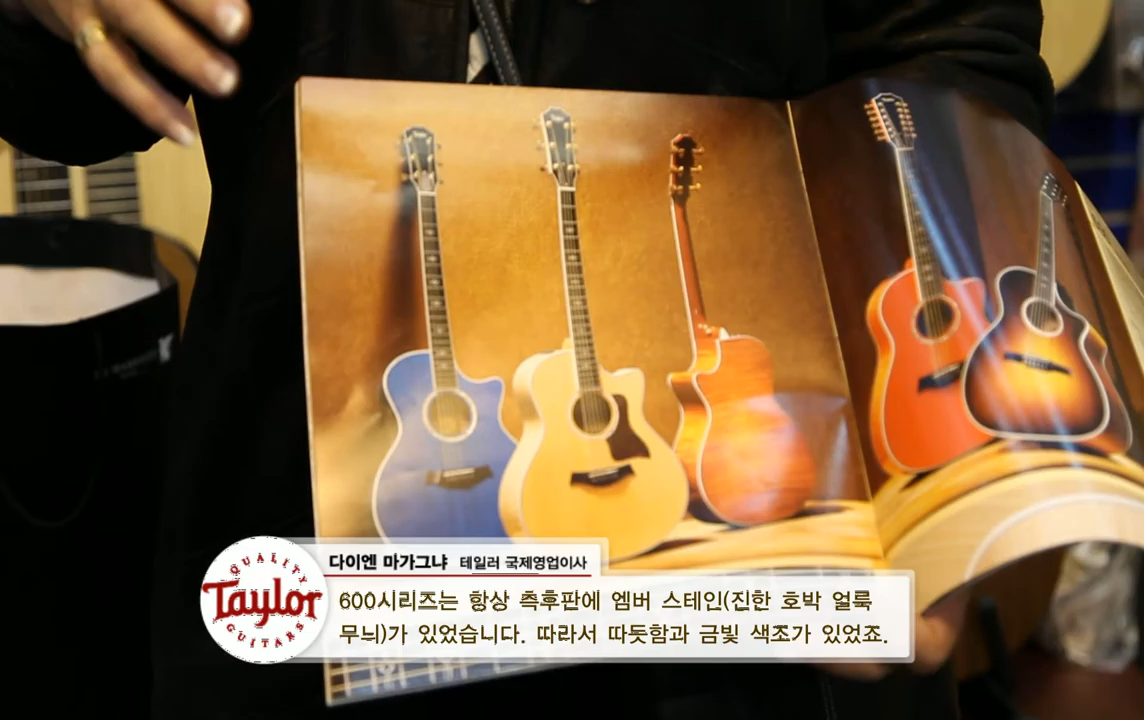 QUALITY
Taylor
GUITARS
다이엔 마가그냐 테일러 국제영업이사
600시리즈는 항상 측후판에 엠버 스테인(진한 호박 얼룩
무늬)가 있었습니다. 따라서 따듯함과 금빛 색조가 있었죠.